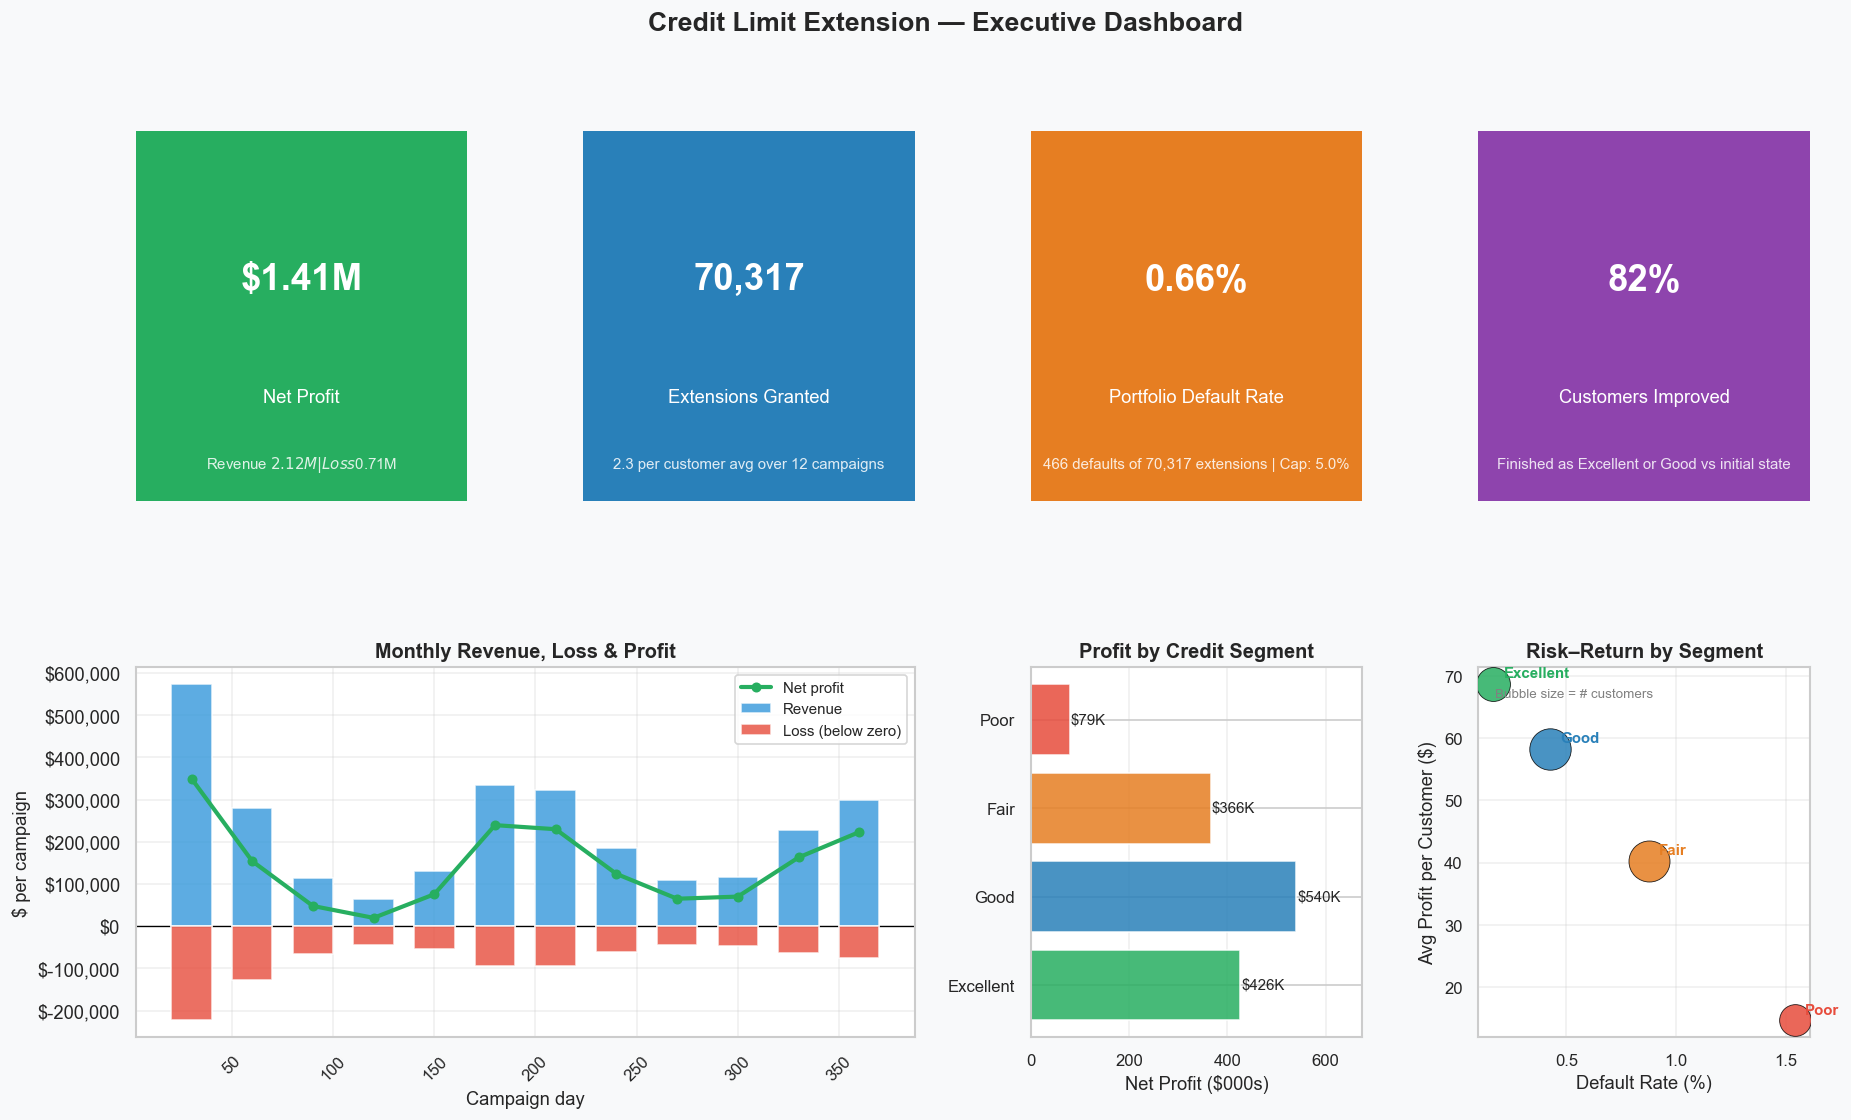 Credit Limit Extension — Executive Dashboard
$1.41M
Net Profit
Revenue 2.12M|Loss0.71M
70,317
Extensions Granted
2.3 per customer avg over 12 campaigns
0.66%
Portfolio Default Rate
466 defaults of 70,317 extensions | Cap: 5.0%
82%
Customers Improved
Finished as Excellent or Good vs initial state
Monthly Revenue, Loss & Profit
$ per campaign
$600,000
$500,000
$400,000
$300,000
$200,000
$100,000
$0
$-100,000
$-200,000
Net profit
Revenue
Loss (below zero)
50
100
150
200
250
300
350
Campaign day
Profit by Credit Segment
Poor
$79K
Fair
$366K
Good
$540K
Excellent
$426K
0
200
400
600
Net Profit ($000s)
Risk–Return by Segment
Avg Profit per Customer ($)
70
60
50
40
30
20
Excellent
Bubble size = # customers
Good
Fair
Poor
0.5
1.0
1.5
Default Rate (%)